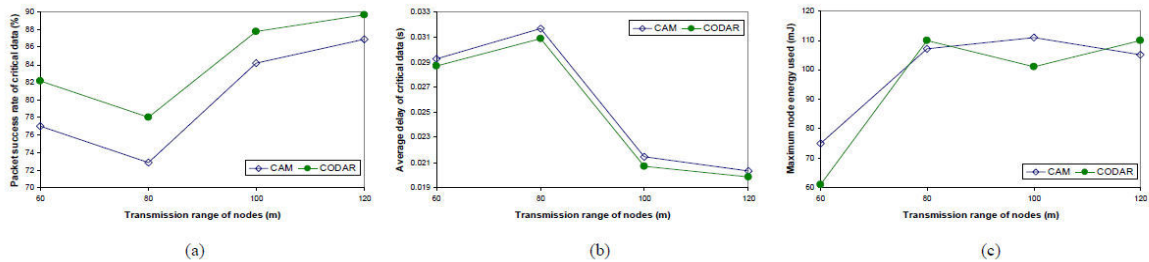 Packet success rate of critical data (%)
90
88
86
84
82
80
78
76
74
72
70
CAM CODAR
60 80 100 120
Transmission range of nodes (m)
(a)
Average delay of critical data (s)
0.033
0.031
0.029
0.027
0.025
0.023
0.021
0.019
CAM CODAR
60 80 100 120
Transmission range of nodes (m)
(b)
Maximum node energy used (mJ)
120
110
100
90
80
70
60
CAM CODAR
60 80 100 120
Transmission range of nodes (m)
(c)